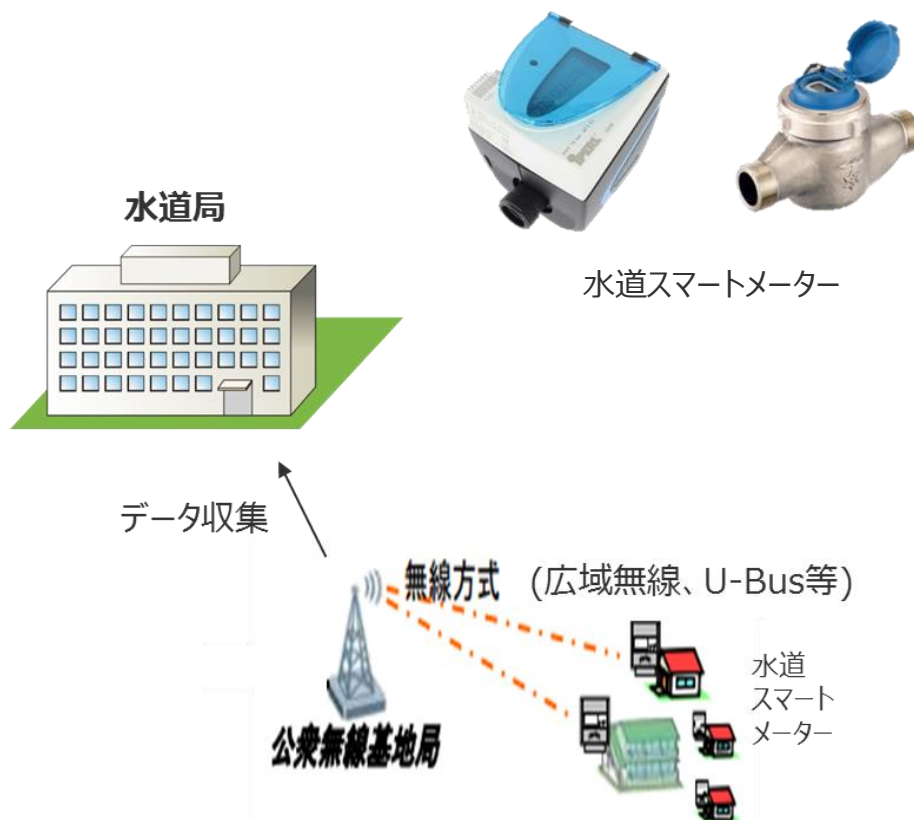 iPERL
水道局
水道スマートメーター
データ収集
無線方式 (広域無線、U-Bus等)
水道
スマート
メーター
公衆無線基地局